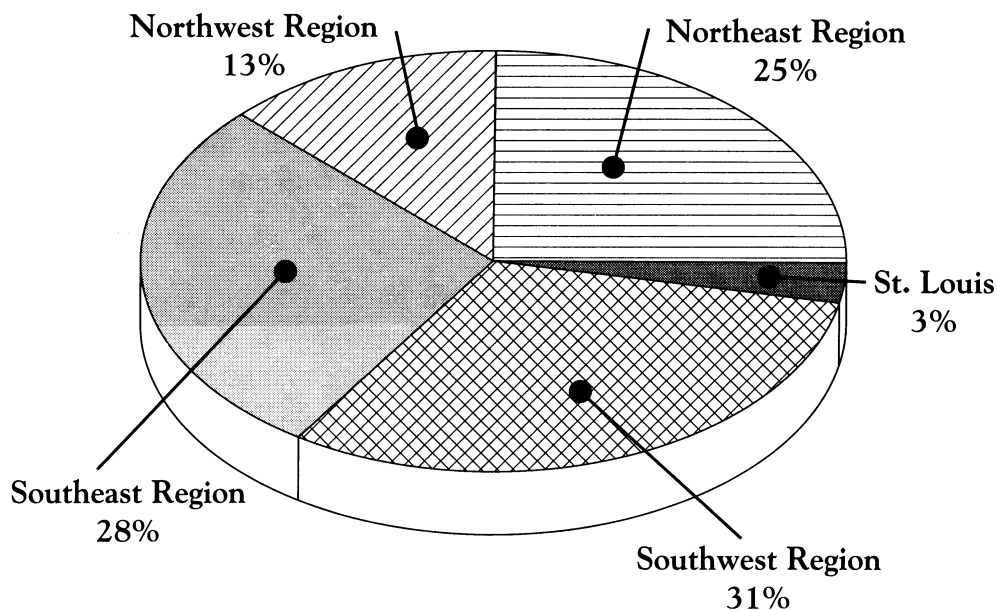 Northwest Region
13%
Northeast Region
25%
St. Louis
3%
Southeast Region
28%
Southwest Region
31%